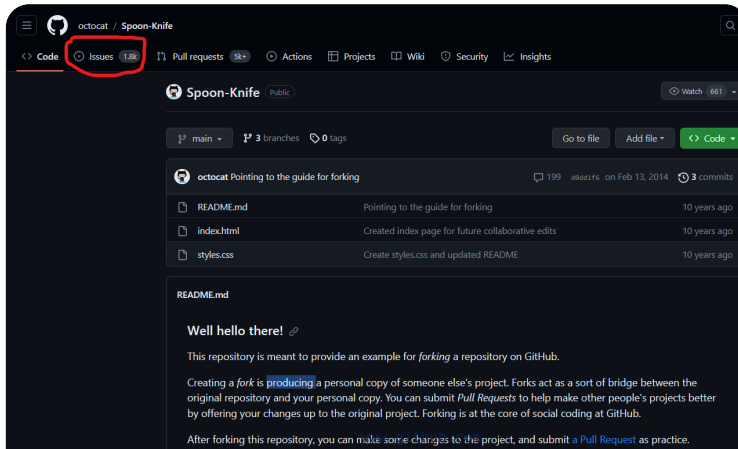 octocat / Spoon-Knife
Code Issues 1.8k Pull requests 5k+ Actions Projects Wiki Security Insights
Spoon-Knife Public Watch 661
main 3 branches 0 tags Go to file Add file Code
octocat Pointing to the guide for forking 199 d0dd1f6 on Feb 13, 2014 3 commits
README.md Pointing to the guide for forking 10 years ago
index.html Created index page for future collaborative edits 10 years ago
styles.css Create styles.css and updated README 10 years ago
README.md
Well hello there!
This repository is meant to provide an example for forking a repository on GitHub.
Creating a fork is producing a personal copy of someone else's project. Forks act as a sort of bridge between the
original repository and your personal copy. You can submit Pull Requests to help make other people's projects better
by offering your changes up to the original project. Forking is at the core of social coding at GitHub.
After forking this repository, you can make some changes to the project, and submit a Pull Request as practice.